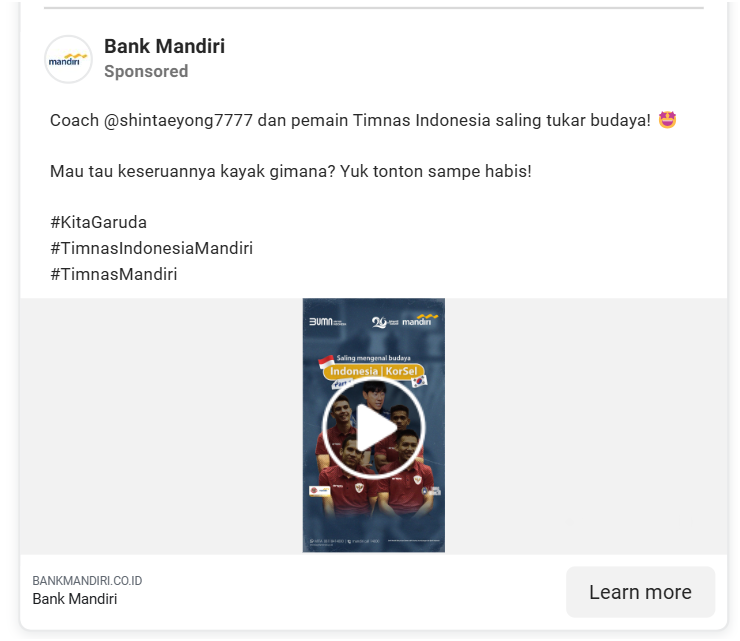 mandiri
Bank Mandiri
Sponsored
Coach @shintaeyong7777 dan pemain Timnas Indonesia saling tukar budaya! 🤩
Mau tau keseruannya kayak gimana? Yuk tonton sampe habis!
#KitaGaruda
#TimnasIndonesiaMandiri
#TimnasMandiri
BUMN
mandiri
Saling mengenal budaya
Indonesia | KorSel
BANKMANDIRI.CO.ID
Bank Mandiri
Learn more